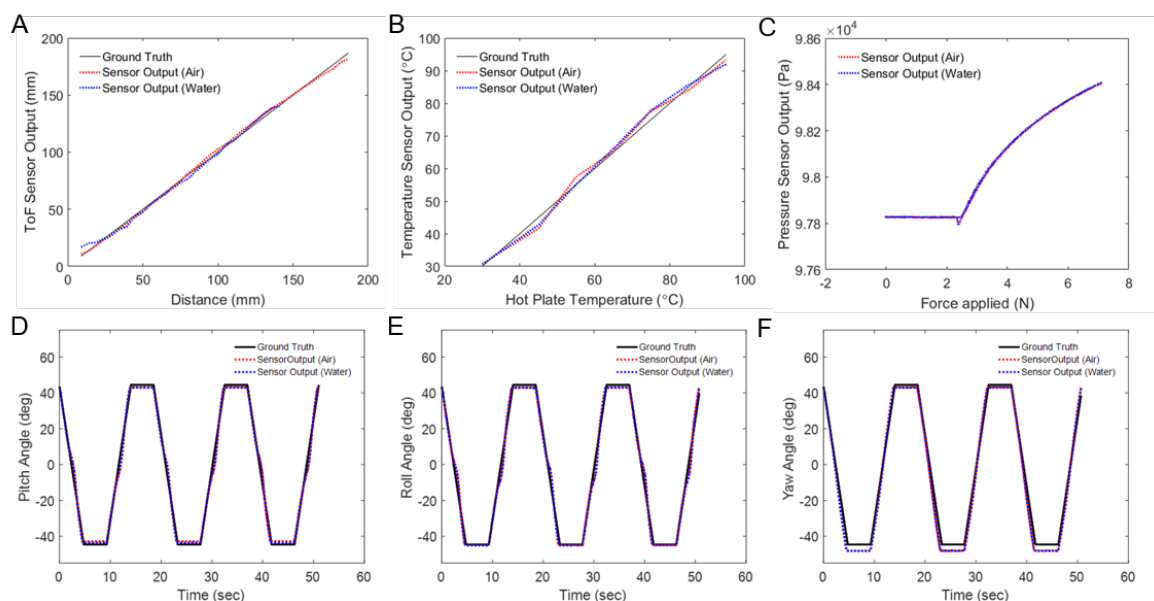 A
200
150
100
50
0
Ground Truth
Sensor Output (Air)
Sensor Output (Water)
ToF Sensor Output (mm)
0 50 100 150 200
Distance (mm)
B
100
90
80
70
60
50
40
30
Ground Truth
Sensor Output (Air)
Sensor Output (Water)
Temperature Sensor Output (°C)
20 40 60 80 100
Hot Plate Temperature (°C)
C
×10⁴
9.86
9.84
9.82
9.8
9.78
9.76
Sensor Output (Air)
Sensor Output (Water)
Pressure Sensor Output (Pa)
-2 0 2 4 6 8
Force applied (N)
D
60
40
20
0
-20
-40
Ground Truth
SensorOutput (Air)
Sensor Output (Water)
Pitch Angle (deg)
0 10 20 30 40 50 60
Time (sec)
E
60
40
20
0
-20
-40
Ground Truth
SensorOutput (Air)
Sensor Output (Water)
Roll Angle (deg)
0 10 20 30 40 50 60
Time (sec)
F
60
40
20
0
-20
-40
Ground Truth
SensorOutput (Air)
Sensor Output (Water)
Yaw Angle (deg)
0 10 20 30 40 50 60
Time (sec)